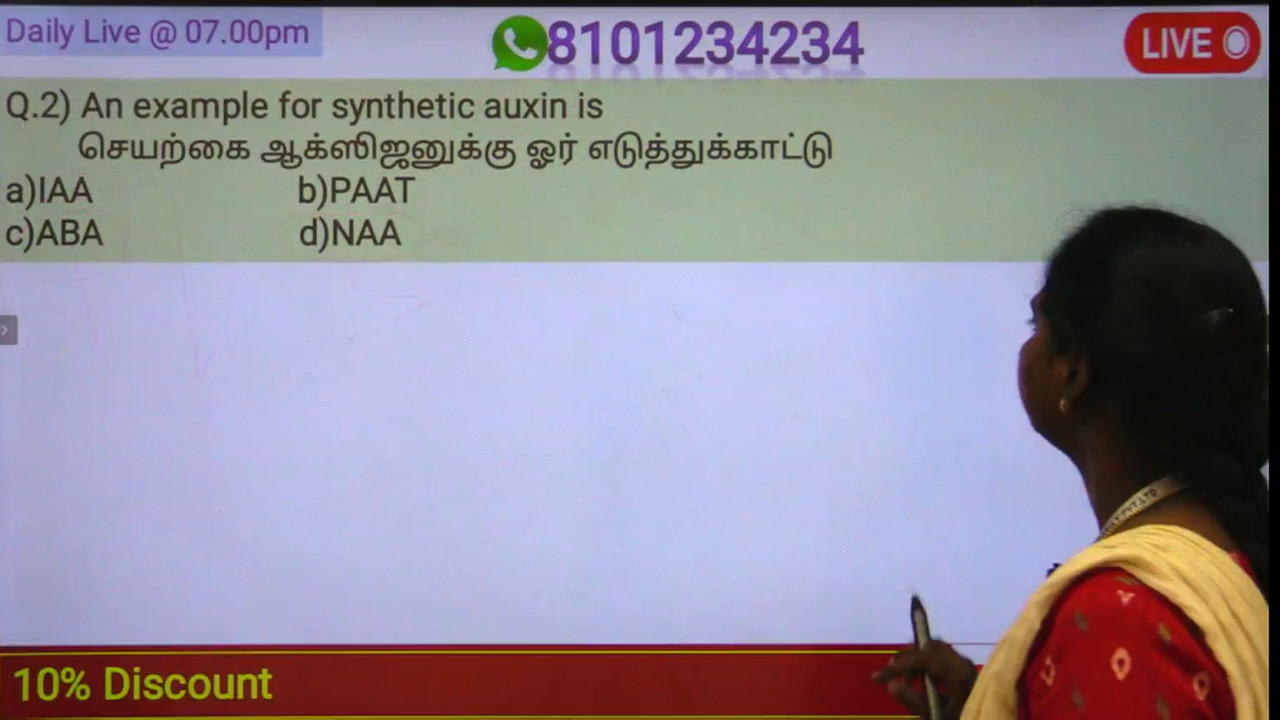 Daily Live @ 07.00pm
8101234234
LIVE
Q.2) An example for synthetic auxin is
செயற்கை ஆக்ஸிஜனுக்கு ஓர் எடுத்துக்காட்டு
a)IAA b)PAAT
c)ABA d)NAA
10% Discount